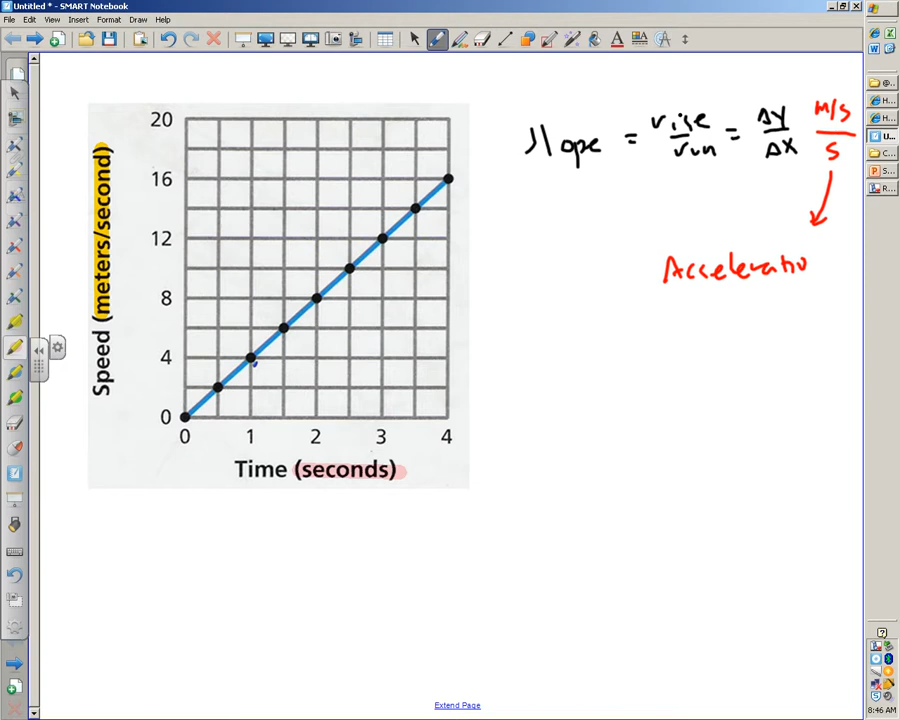 Untitled * - SMART Notebook
File Edit View Insert Format Draw Help
20
16
12
8
4
0
Speed (meters/second)
0 1 2 3 4
Time (seconds)
slope = rise/run = ΔY/ΔX M/S/S
Acceleratio
@...
H...
H...
U...
C...
S...
R...
Extend Page
8:46 AM